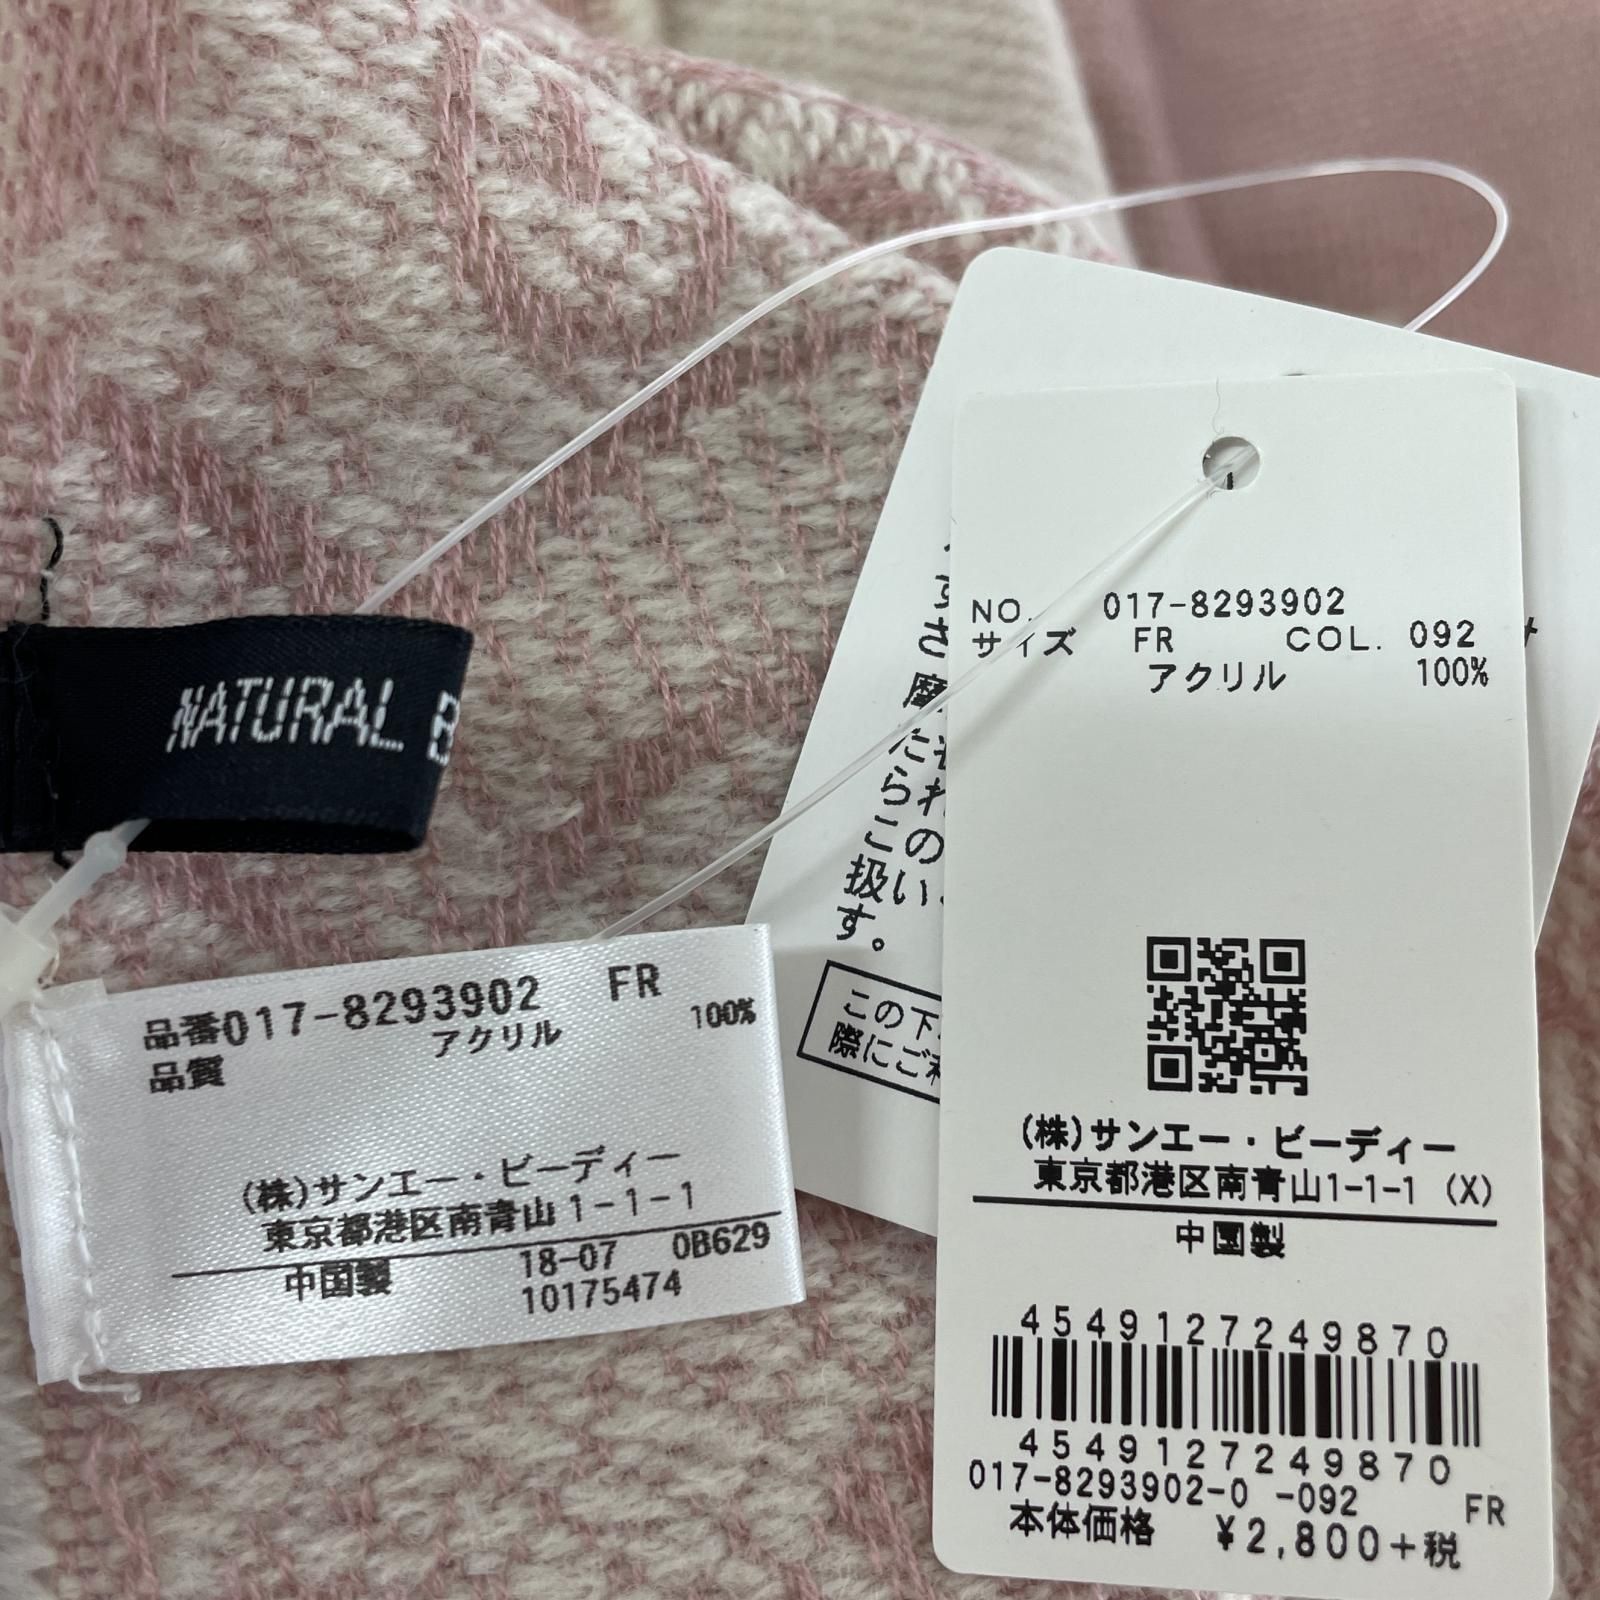 NATURAL B
品番017-8293902 FR
アクリル 100%
品質
(株)サンエー・ビーディー
東京都港区南青山1-1-1
中国製 18-07 0B629
10175474
らこの
扱い
す。
この下
際にご
NO. 017-8293902
サイズ FR COL. 092
アクリル 100%
(株)サンエー・ビーディー
東京都港区南青山1-1-1 (X)
中国製
4549127249870
4549127249870
017-8293902-0 -092 FR
本体価格 ¥2,800+税